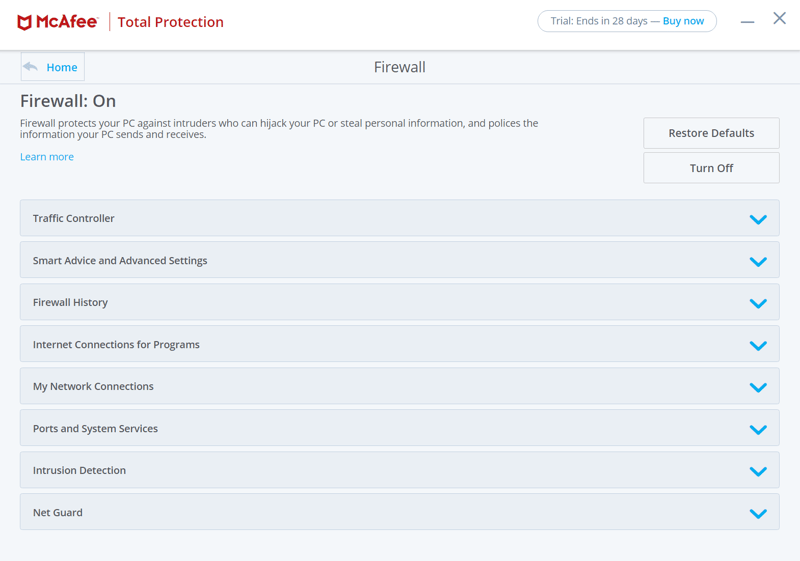 McAfee | Total Protection
Trial: Ends in 28 days — Buy now
Home
Firewall
Firewall: On
Firewall protects your PC against intruders who can hijack your PC or steal personal information, and polices the
information your PC sends and receives.
Learn more
Restore Defaults
Turn Off
Traffic Controller
Smart Advice and Advanced Settings
Firewall History
Internet Connections for Programs
My Network Connections
Ports and System Services
Intrusion Detection
Net Guard